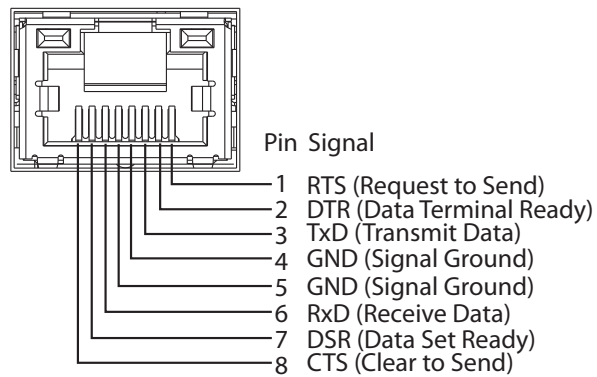 Pin Signal
1 RTS (Request to Send)
2 DTR (Data Terminal Ready)
3 TxD (Transmit Data)
4 GND (Signal Ground)
5 GND (Signal Ground)
6 RxD (Receive Data)
7 DSR (Data Set Ready)
8 CTS (Clear to Send)